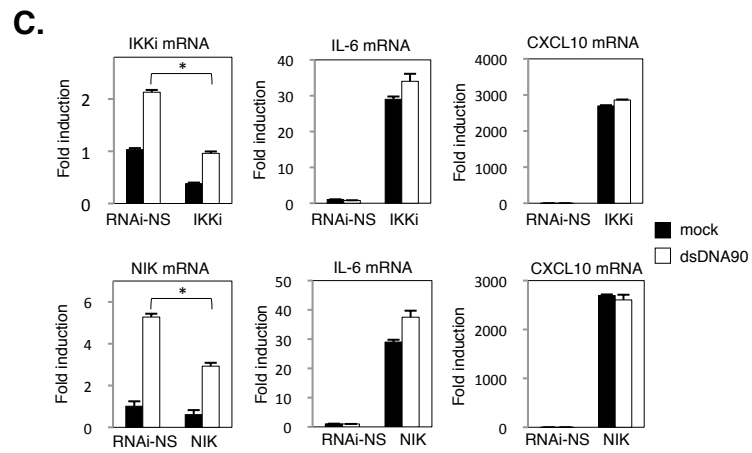 C.
IKKi mRNA
Fold induction
2
1
0
*
RNAi-NS IKKi
IL-6 mRNA
Fold induction
40
30
20
10
0
RNAi-NS IKKi
CXCL10 mRNA
Fold induction
4000
3000
2000
1000
0
RNAi-NS IKKi
mock
dsDNA90
NIK mRNA
Fold induction
6
4
2
0
*
RNAi-NS NIK
IL-6 mRNA
Fold induction
50
40
30
20
10
0
RNAi-NS NIK
CXCL10 mRNA
Fold induction
3000
2000
1000
0
RNAi-NS NIK